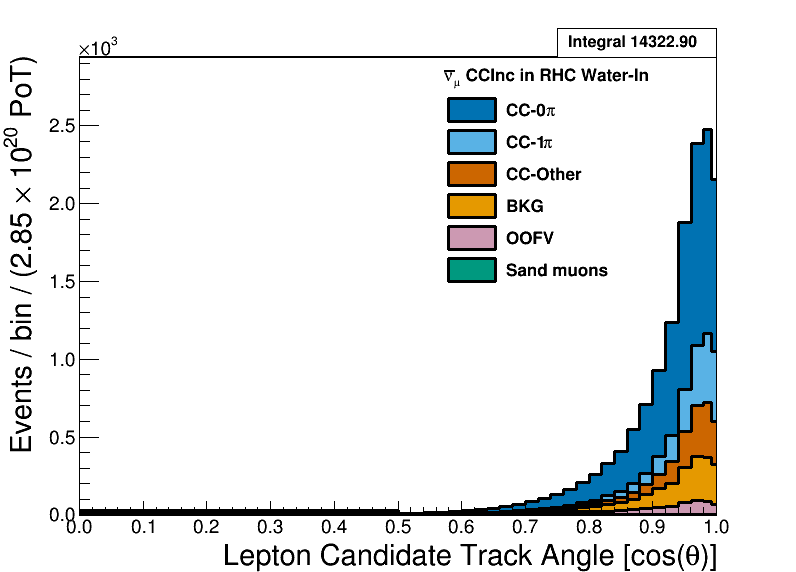 Integral 14322.90
×10³
ν̅μ CCInc in RHC Water-In
CC-0π
CC-1π
CC-Other
BKG
OOFV
Sand muons
Events / bin / (2.85 × 10²⁰ PoT)
2.5
2.0
1.5
1.0
0.5
0.0
0.0 0.1 0.2 0.3 0.4 0.5 0.6 0.7 0.8 0.9 1.0
Lepton Candidate Track Angle [cos(θ)]